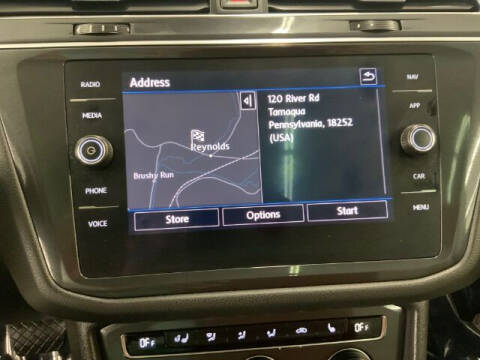 RADIO
MEDIA
PHONE
VOICE
Address
Reynolds
Brushy Run
120 River Rd
Tamaqua
Pennsylvania, 18252
(USA)
Store
Options
Start
NAV
APP
CAR
MENU
OFF
OFF